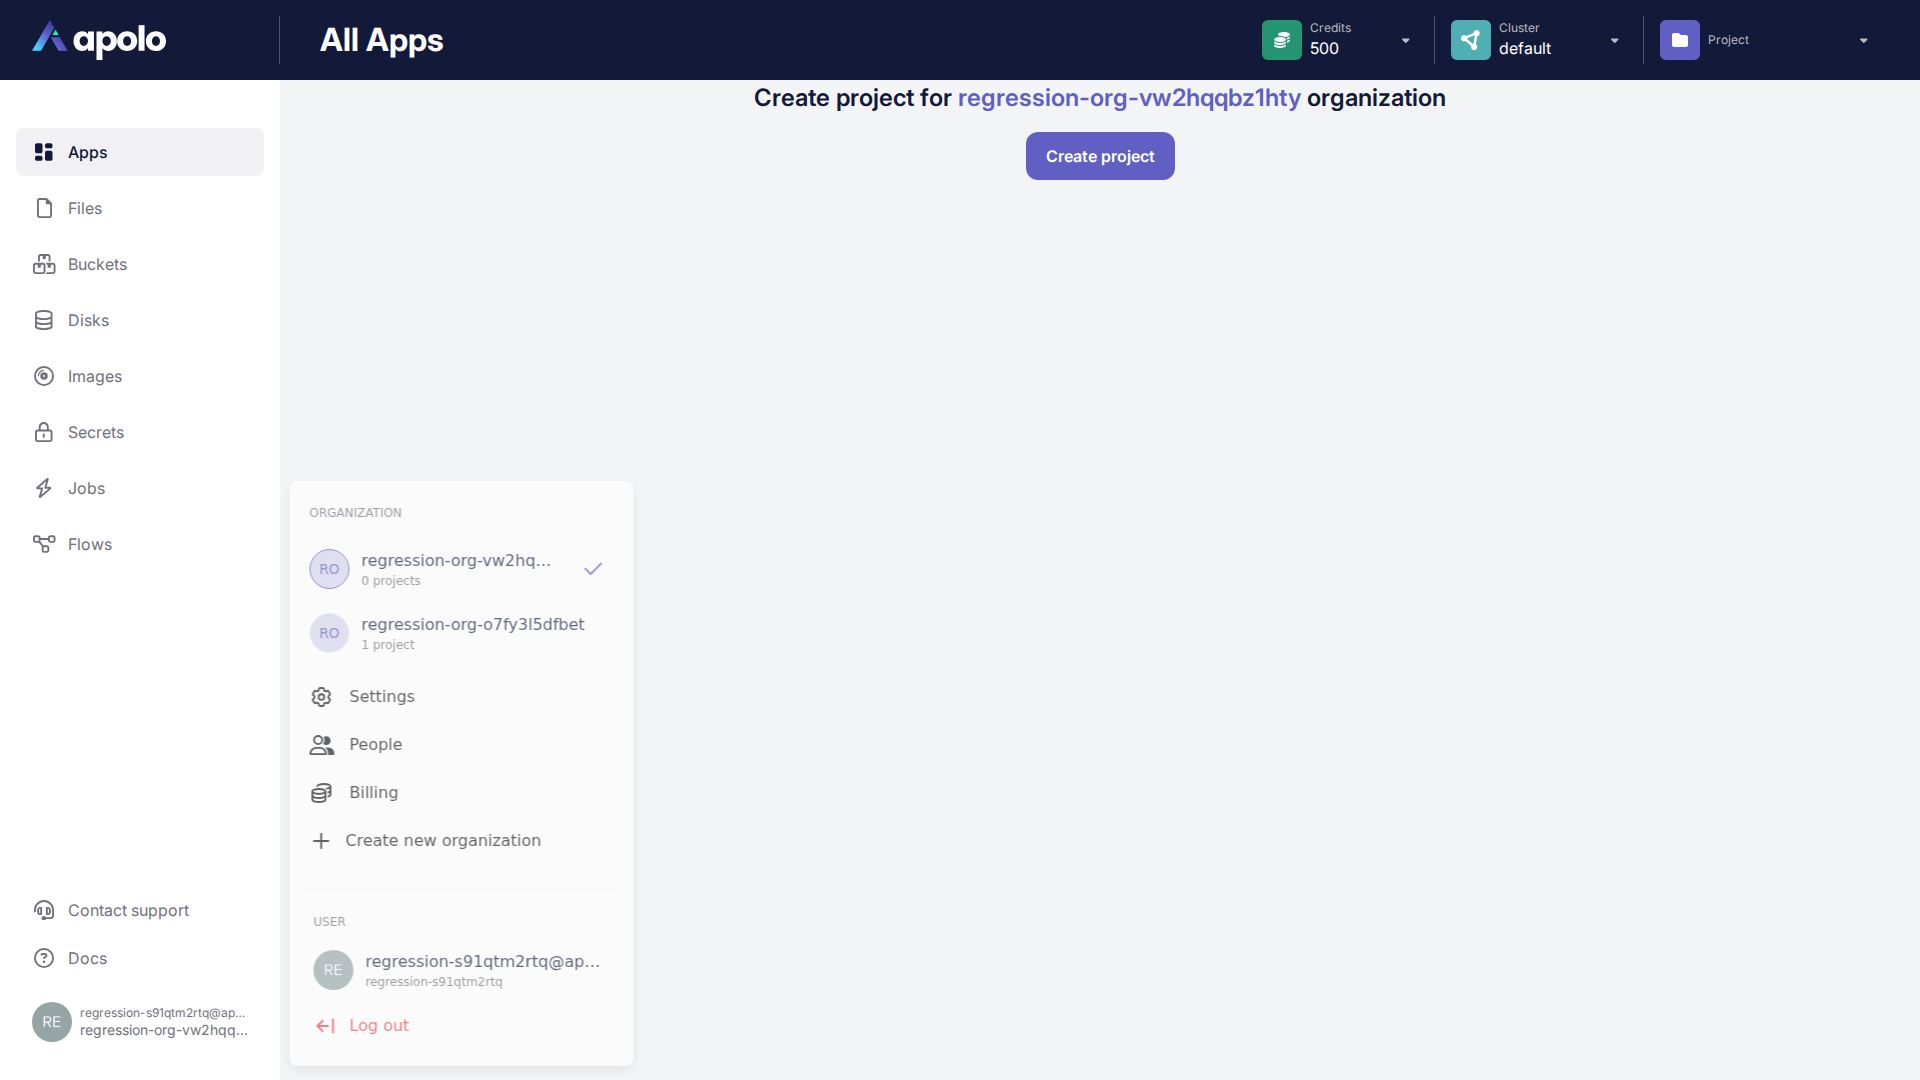 apolo
All Apps
Credits
500
Cluster
default
Project
Create project for regression-org-vw2hqqbz1hty organization
Create project
Apps
Files
Buckets
Disks
Images
Secrets
Jobs
Flows
ORGANIZATION
RO
regression-org-vw2hq...
0 projects
RO
regression-org-o7fy3l5dfbet
1 project
Settings
People
Billing
Create new organization
USER
RE
regression-s91qtm2rtq@ap...
regression-s91qtm2rtq
Log out
Contact support
Docs
RE
regression-s91qtm2rtq@ap...
regression-org-vw2hqq...